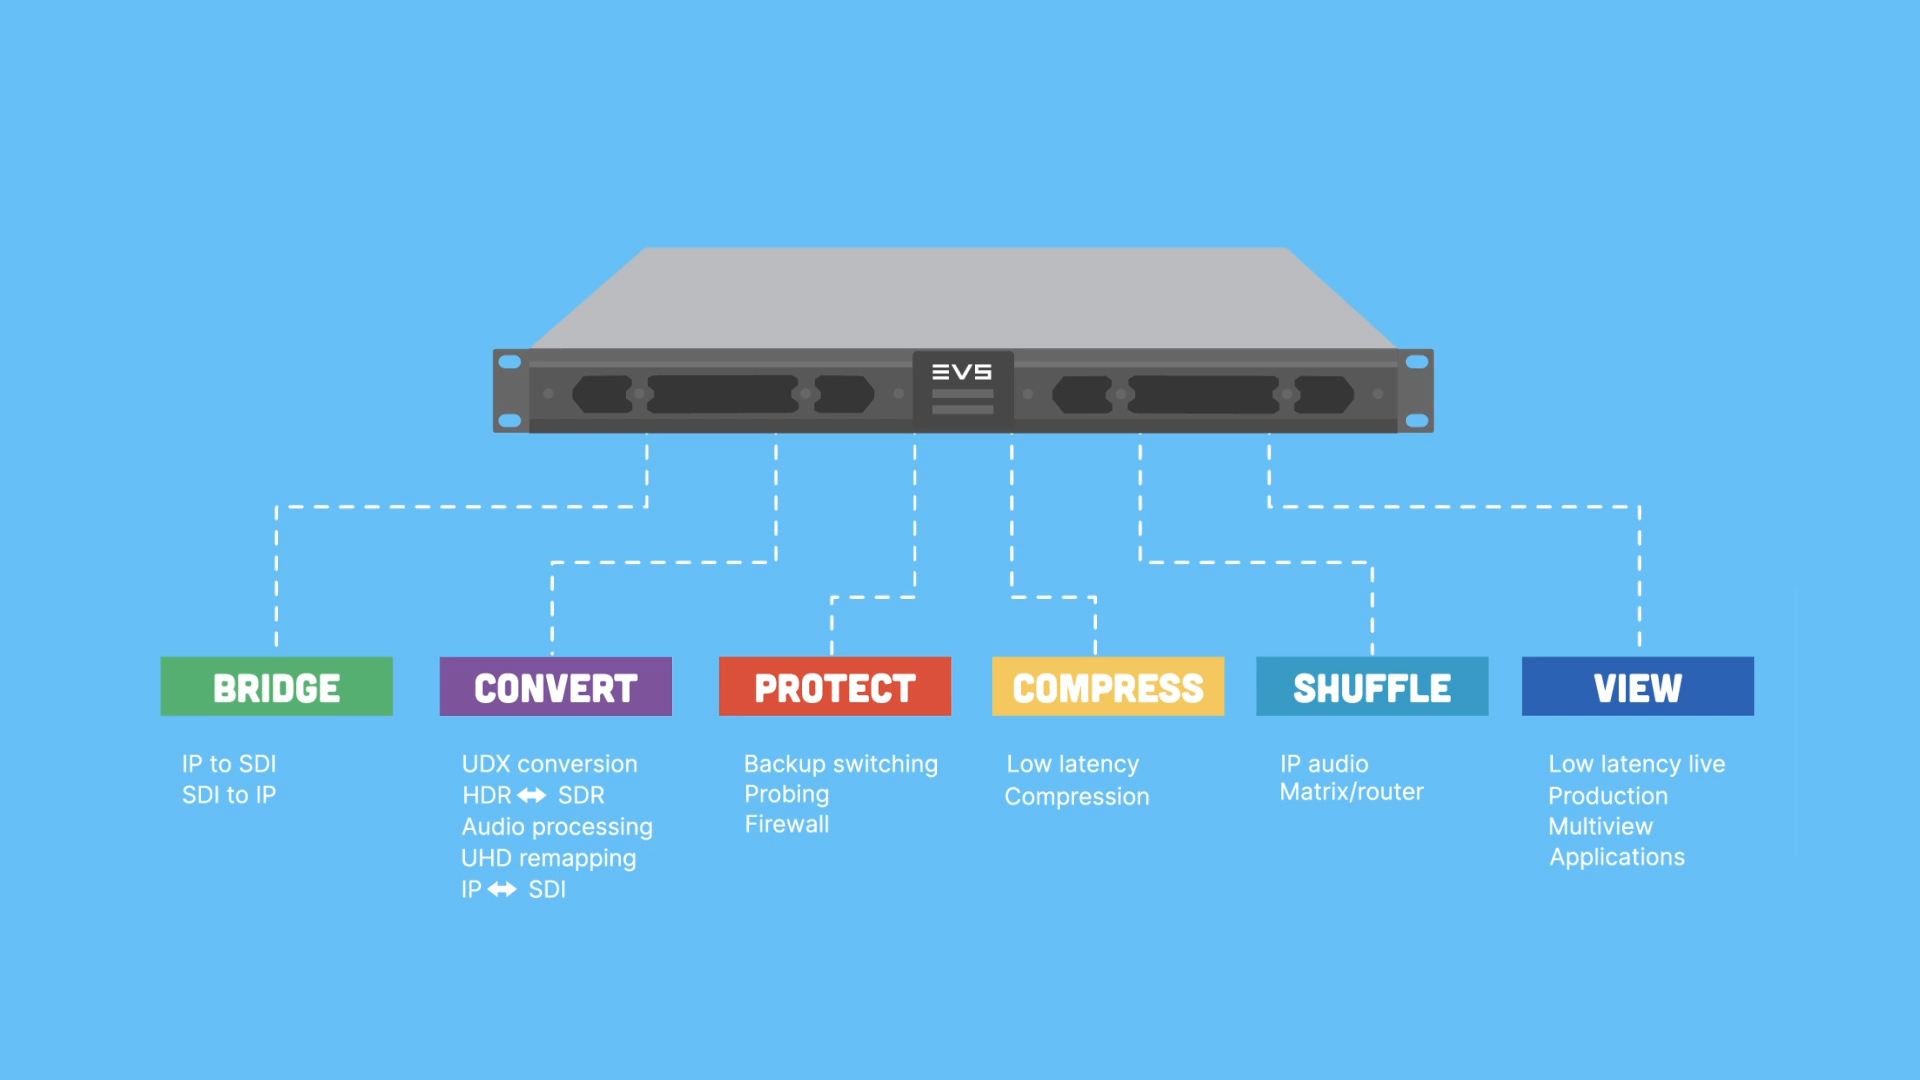 EVS
BRIDGE
IP to SDI
SDI to IP
CONVERT
UDX conversion
HDR ⬌ SDR
Audio processing
UHD remapping
IP ⬌ SDI
PROTECT
Backup switching
Probing
Firewall
COMPRESS
Low latency
Compression
SHUFFLE
IP audio
Matrix/router
VIEW
Low latency live
Production
Multiview
Applications